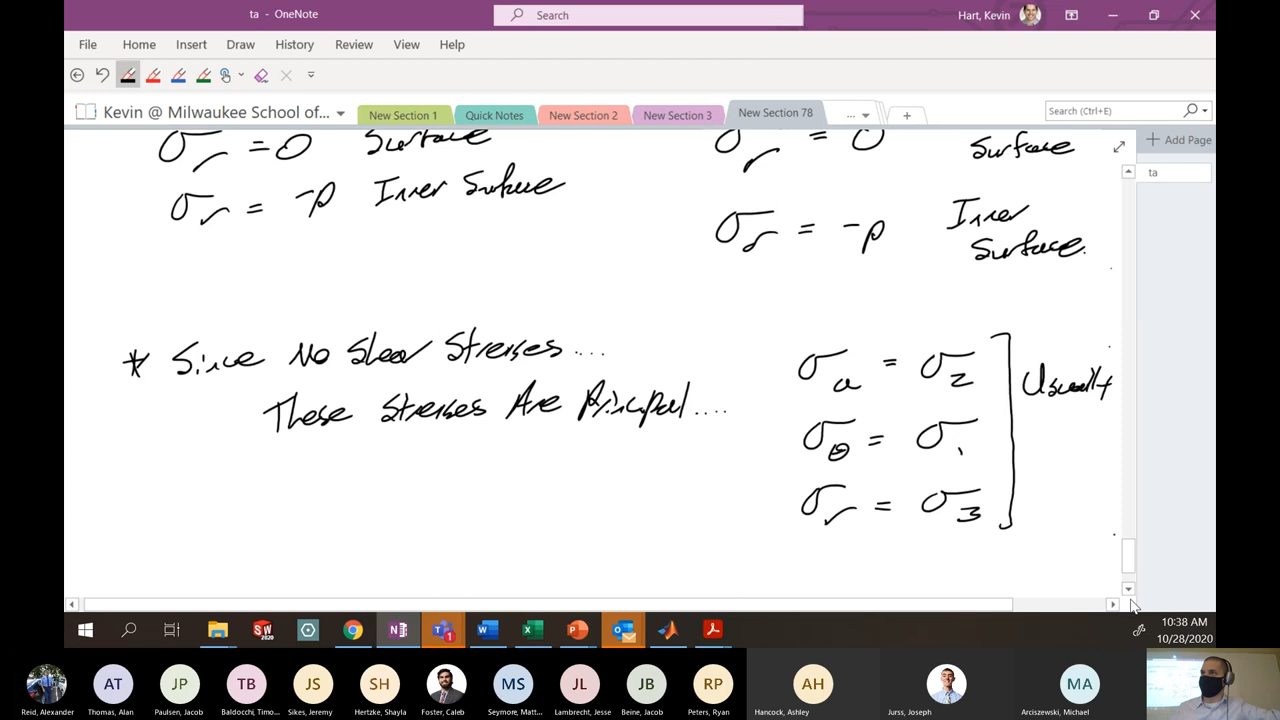 ta - OneNote
Search
Hart, Kevin
File Home Insert Draw History Review View Help
Kevin @ Milwaukee School of...
New Section 1
Quick Notes
New Section 2
New Section 3
New Section 78
...
Search (Ctrl+E)
Add Page
ta
σr = 0 Surface
σr = -p Inner Surface
σr = 0 Surface
σr = -p Inner
Surface.
* Since No Shear Stresses....
These Stresses Are Principal....
σa = σ2
σθ = σ1
σr = σ3
Usually
10:38 AM
10/28/2020
AT JP TB JS SH MS JL JB RP AH MA
Reid, Alexander
Thomas, Alan
Paulsen, Jacob
Baldocchi, Timo...
Sikes, Jeremy
Hertzke, Shayla
Foster, Caleb
Seymore, Matt...
Lambrecht, Jesse
Beine, Jacob
Peters, Ryan
Hancock, Ashley
Jurss, Joseph
Arciszewski, Michael